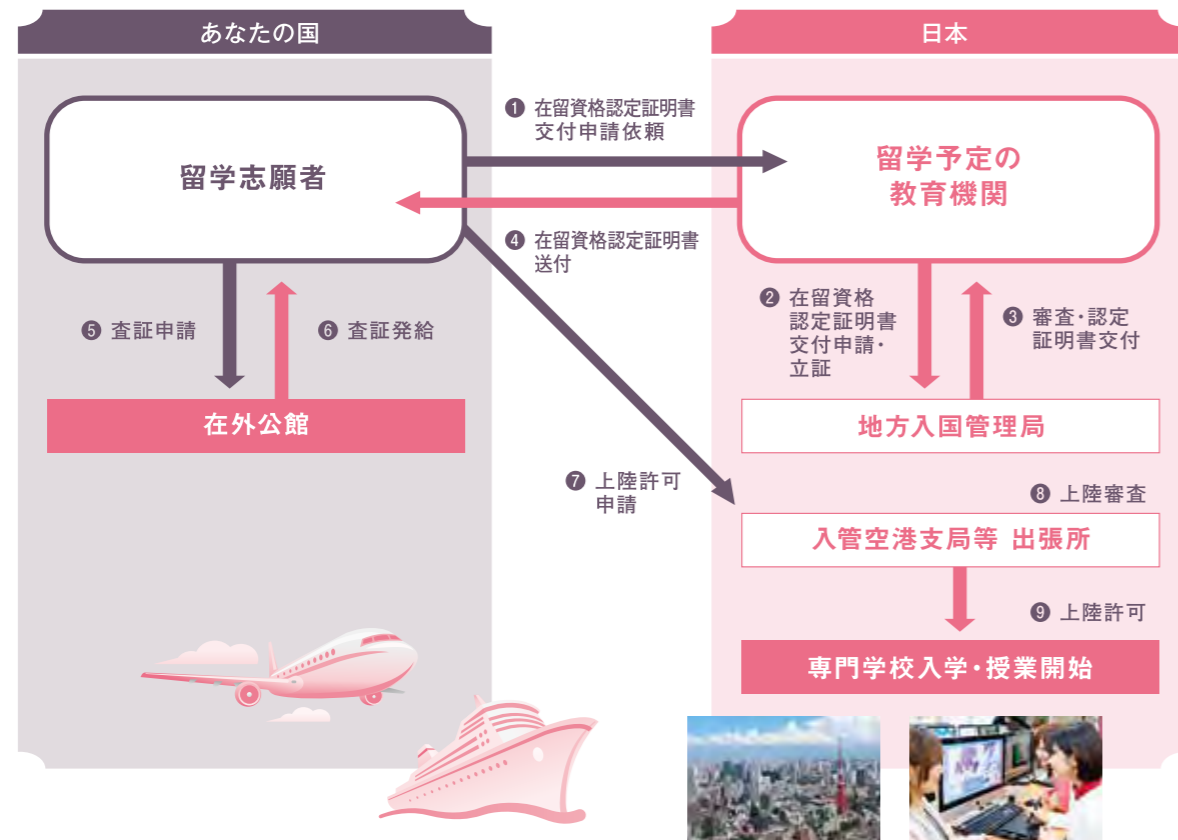 あなたの国
日本
留学志願者
❶ 在留資格認定証明書
交付申請依頼
留学予定の
教育機関
❹ 在留資格認定証明書
送付
❺ 査証申請
❻ 査証発給
❷ 在留資格
認定証明書
交付申請・
立証
❸ 審査・認定
証明書交付
在外公館
地方入国管理局
❼ 上陸許可
申請
❽ 上陸審査
入管空港支局等 出張所
❾ 上陸許可
専門学校入学・授業開始